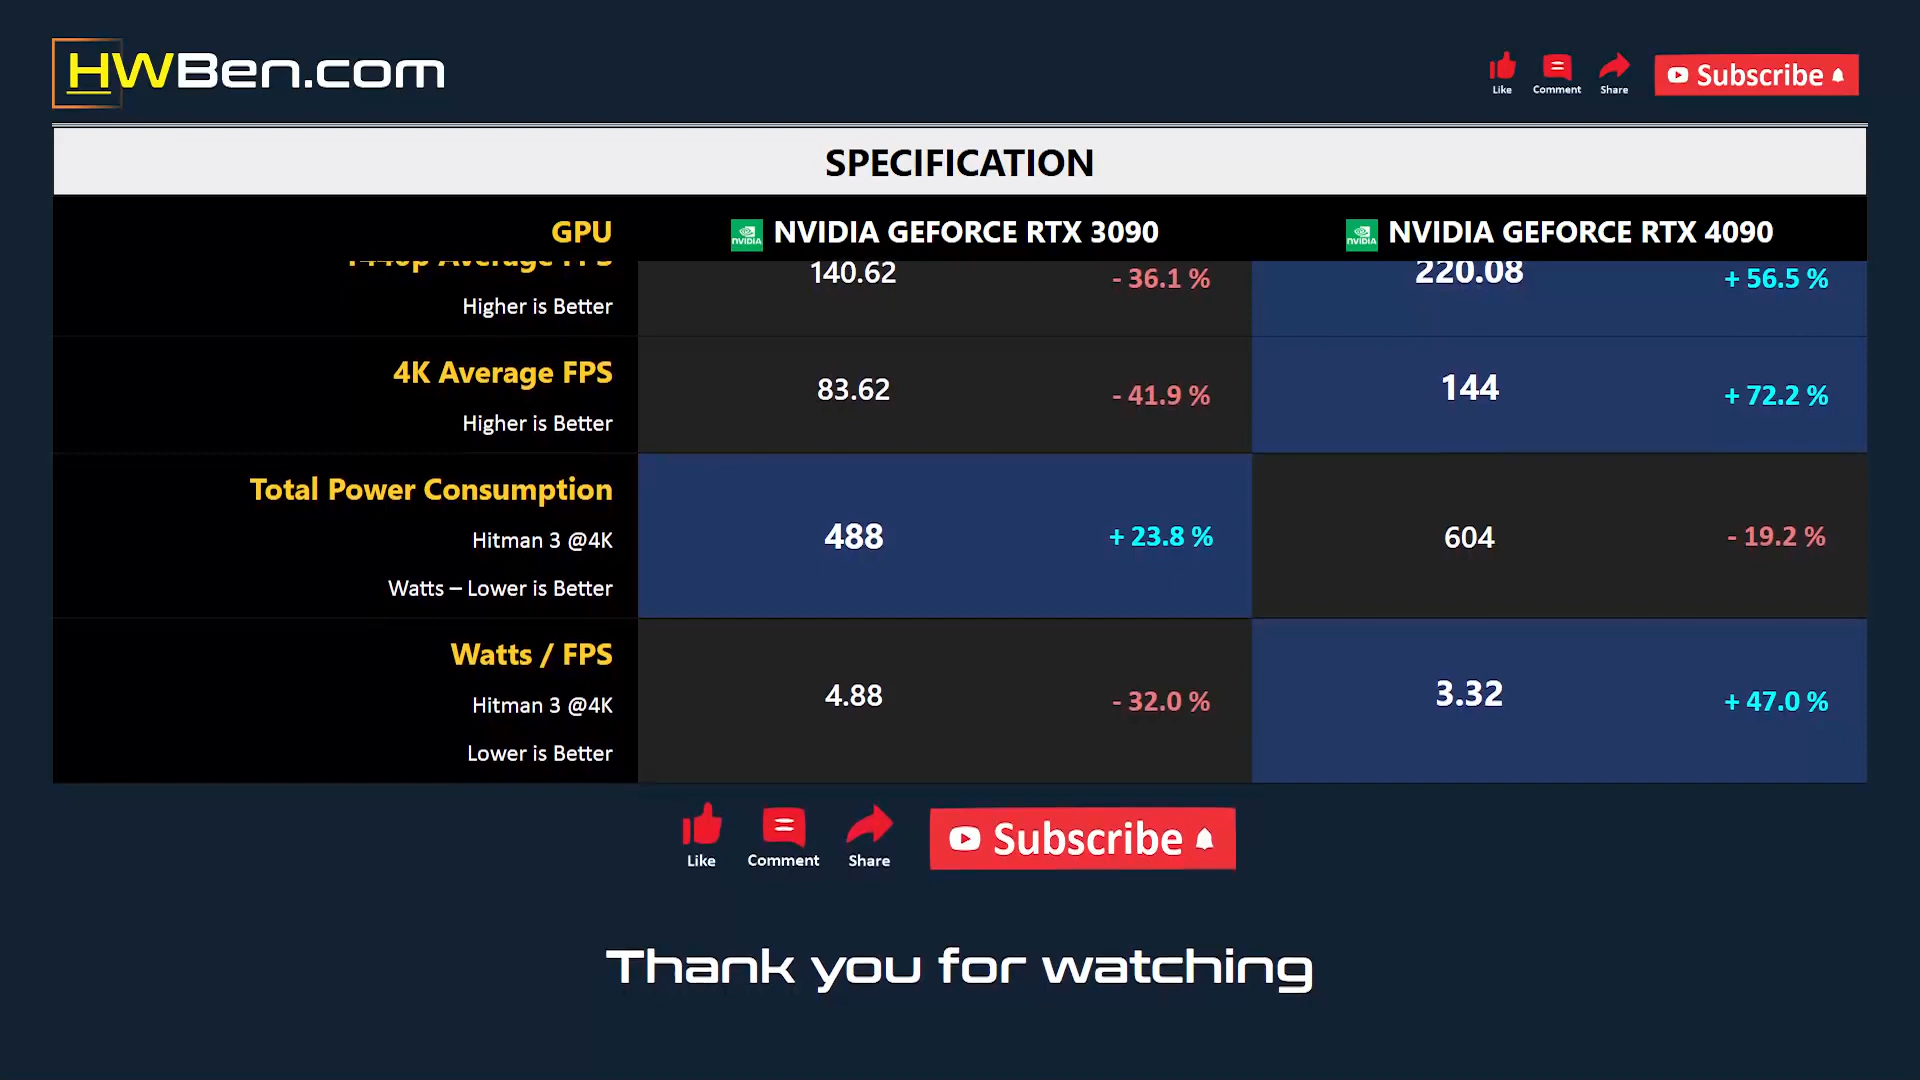 HWBen.com
Like
Comment
Share
Subscribe
SPECIFICATION
GPU
NVIDIA GEFORCE RTX 3090
NVIDIA GEFORCE RTX 4090
1440p Average FPS
140.62
- 36.1 %
220.08
+ 56.5 %
Higher is Better
4K Average FPS
83.62
- 41.9 %
144
+ 72.2 %
Higher is Better
Total Power Consumption
Hitman 3 @4K
488
+ 23.8 %
604
- 19.2 %
Watts – Lower is Better
Watts / FPS
4.88
- 32.0 %
3.32
+ 47.0 %
Hitman 3 @4K
Lower is Better
Like
Comment
Share
Subscribe
Thank you for watching